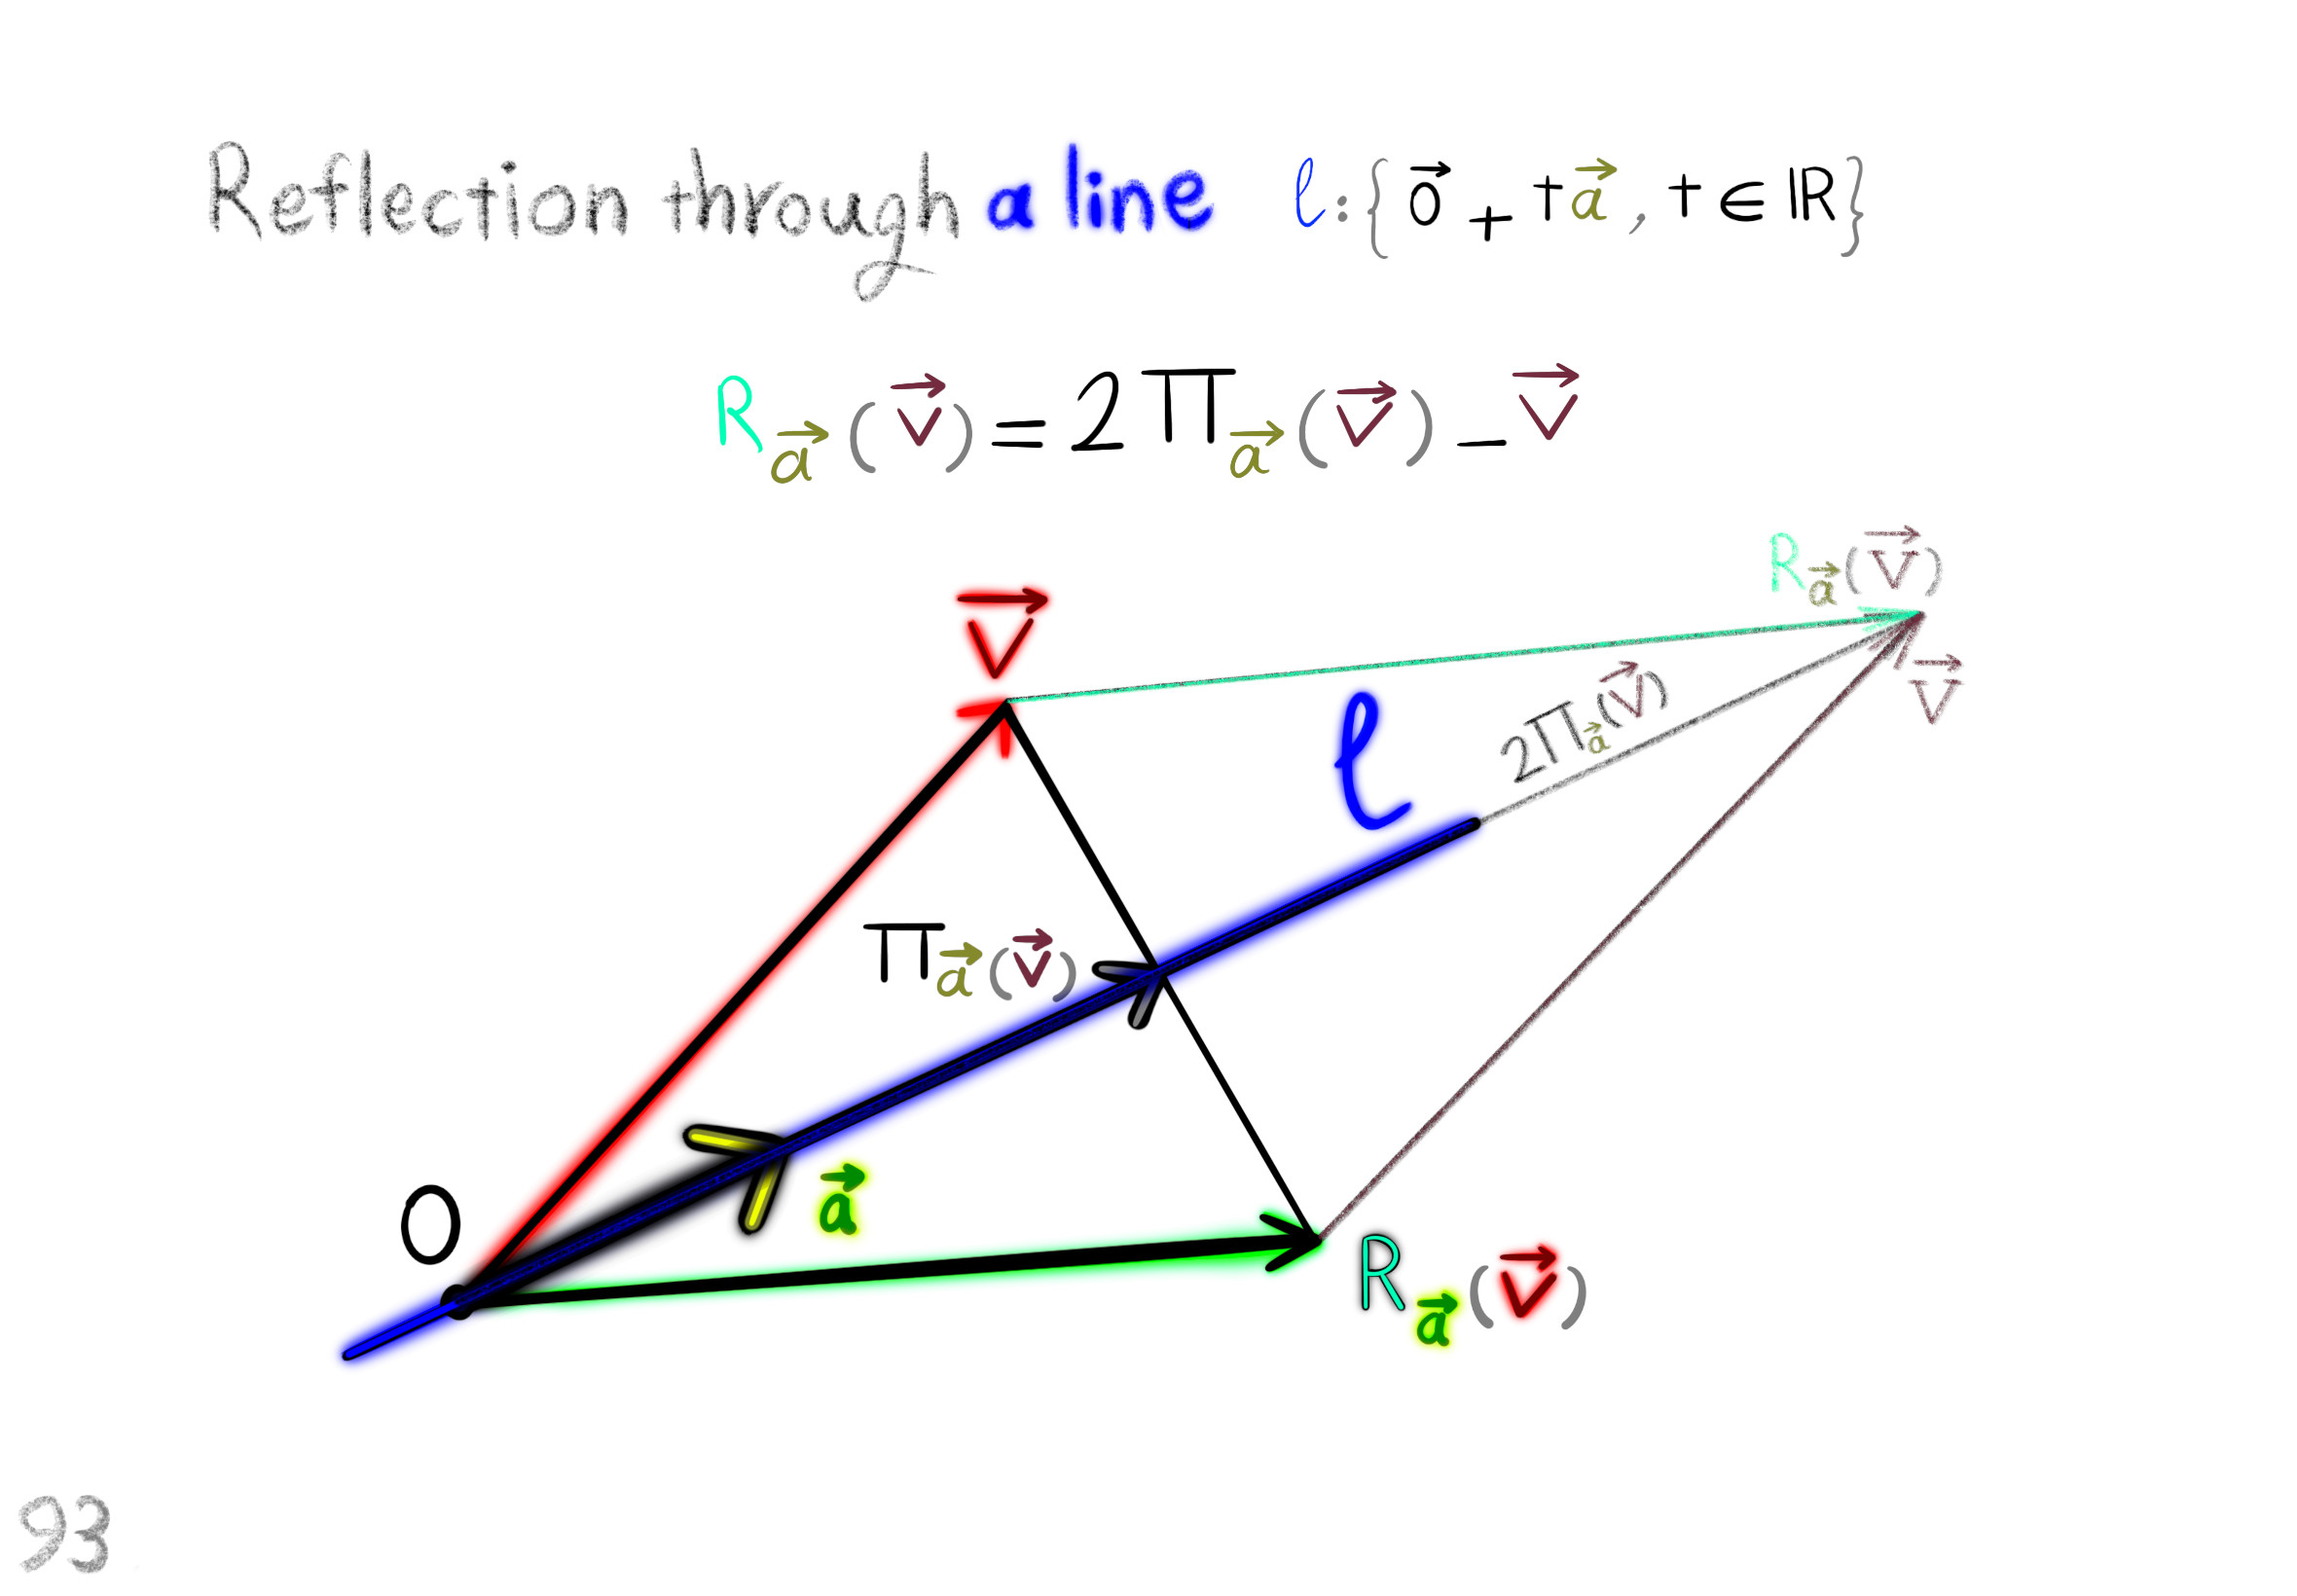 Reflection through a line ℓ:{0⃗ + ta⃗, t ∈ ℝ}
R_a⃗(v⃗) = 2Π_a⃗(v⃗) − v⃗
R_a⃗(v⃗)
v⃗
v⃗
2Π_a⃗(v⃗)
ℓ
Π_a⃗(v⃗)
a⃗
O
R_a⃗(v⃗)
93